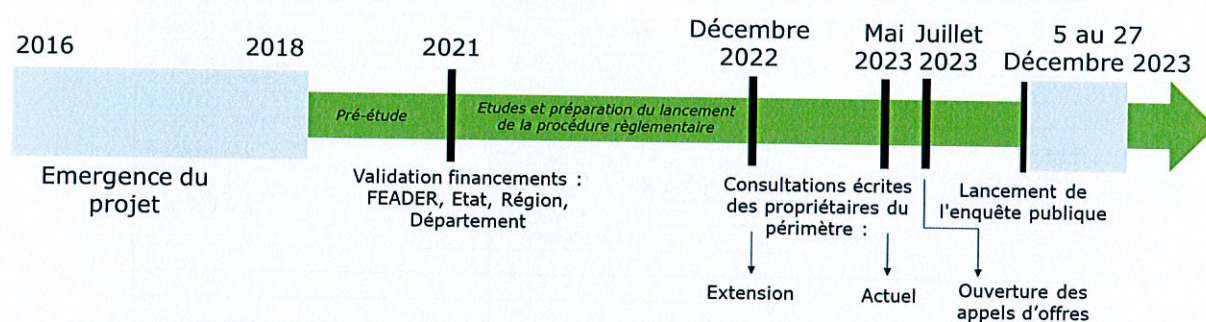 2016
2018
2021
Décembre
2022
Mai Juillet
2023 2023
5 au 27
Décembre 2023
Pré-étude
Etudes et préparation du lancement
de la procédure règlementaire
Emergence du
projet
Validation financements :
FEADER, Etat, Région,
Département
Consultations écrites
des propriétaires du
périmètre :
Lancement de
l'enquête publique
Extension
Actuel
Ouverture des
appels d'offres